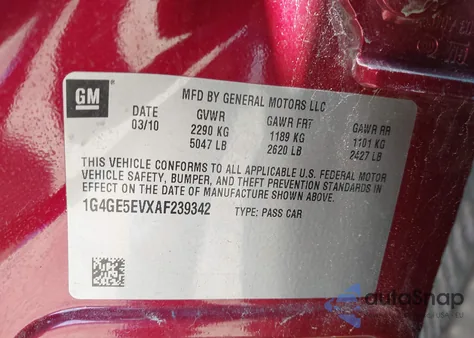 GM
MFD BY GENERAL MOTORS LLC
DATE GVWR GAWR FRT GAWR RR
03/10 2290 KG 1189 KG 1101 KG
5047 LB 2620 LB 2427 LB
THIS VEHICLE CONFORMS TO ALL APPLICABLE U.S. FEDERAL MOTOR
VEHICLE SAFETY, BUMPER, AND THEFT PREVENTION STANDARDS IN
EFFECT ON THE DATE OF MANUFACTURE SHOWN ABOVE.
1G4GE5EVXAF239342 TYPE: PASS CAR
autoSnap